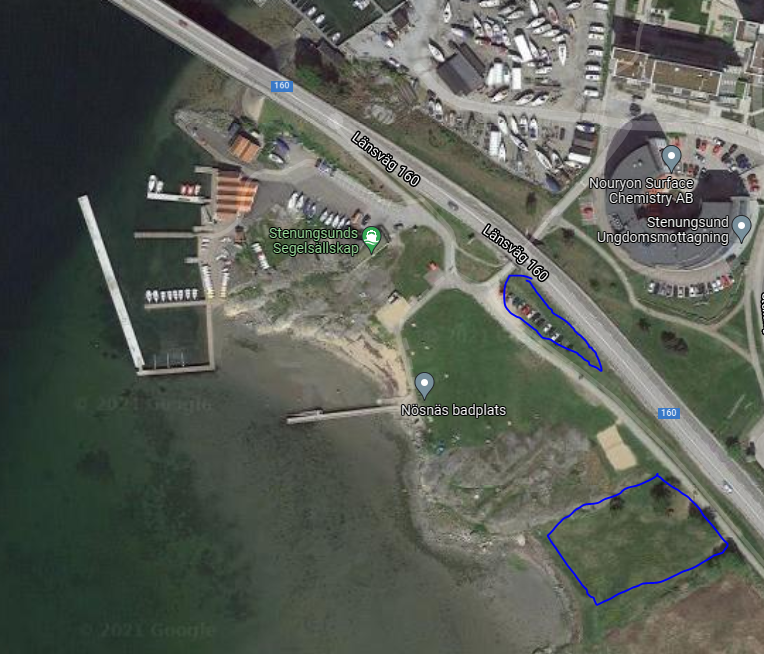 160
Länsväg 160
Nouryon Surface
Chemistry AB
Stenungsund
Ungdomsmottagning
Stenungsunds
Segelsällskap
Länsväg 160
Nösnäs badplats
160
© 2021 Google
© 2021 Google